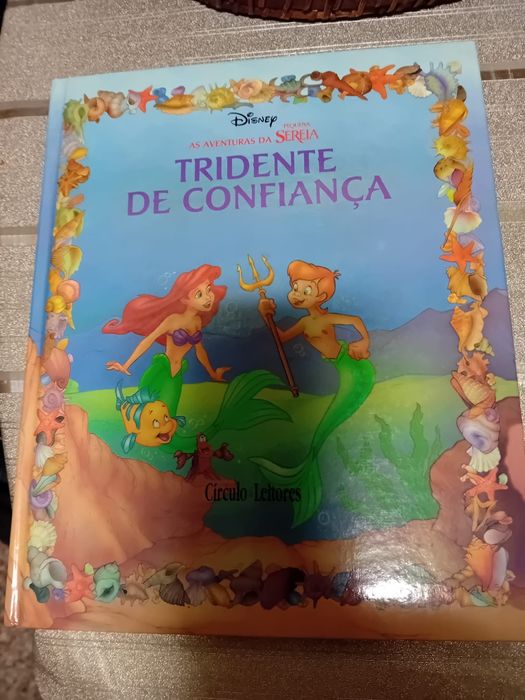 Disney
AS AVENTURAS DA PEQUENA SEREIA
TRIDENTE
DE CONFIANÇA
Círculo Leitores